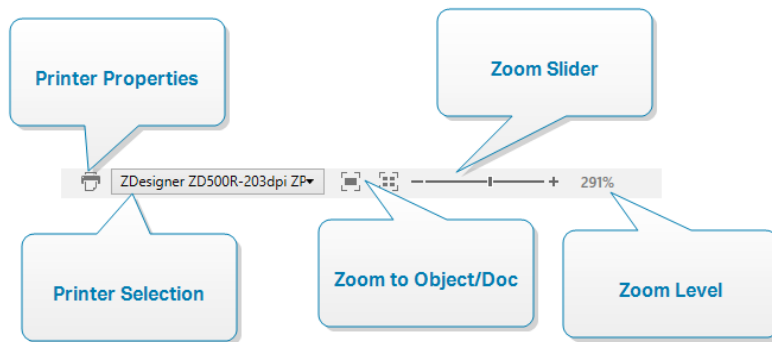 Printer Properties
Zoom Slider
ZDesigner ZD500R-203dpi ZP
291%
Printer Selection
Zoom to Object/Doc
Zoom Level